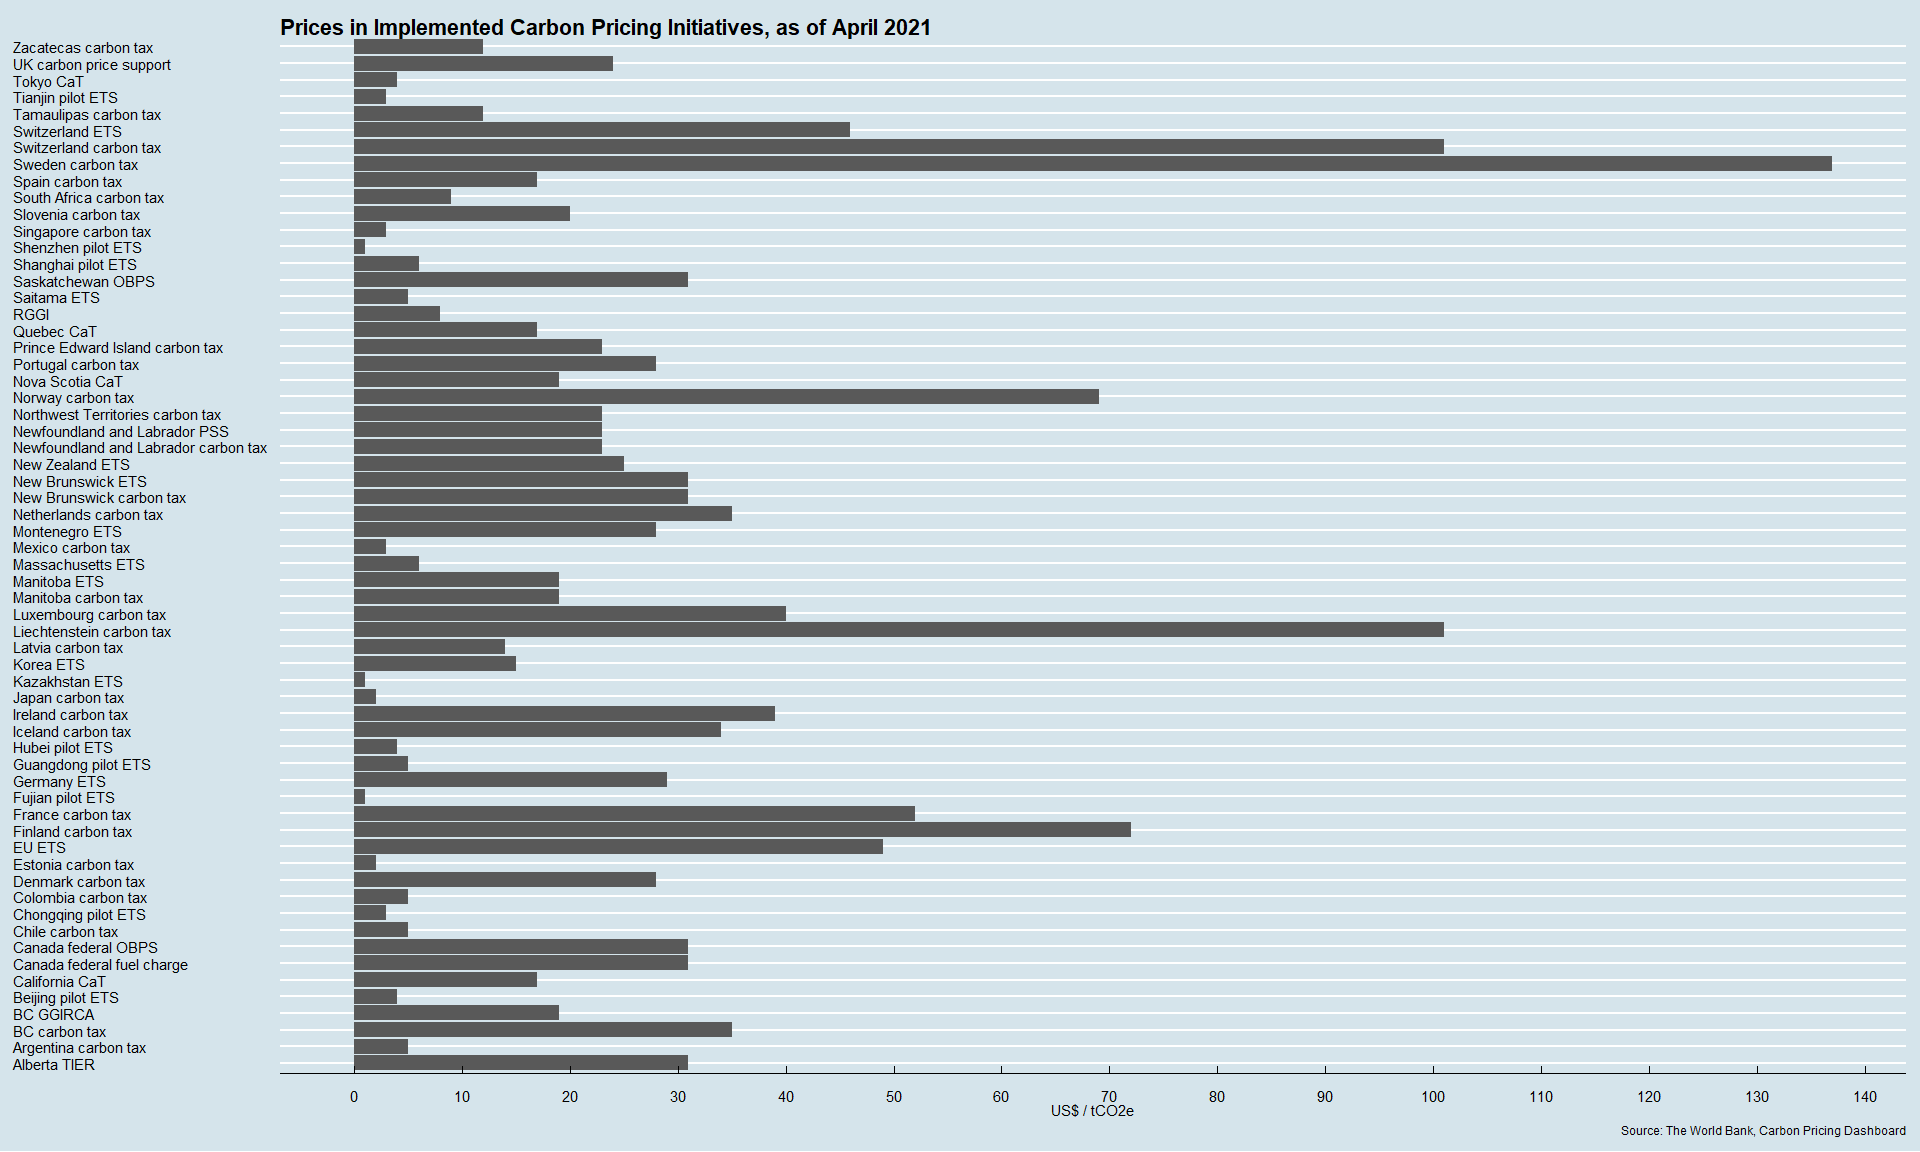 Prices in Implemented Carbon Pricing Initiatives, as of April 2021
Zacatecas carbon tax
UK carbon price support
Tokyo CaT
Tianjin pilot ETS
Tamaulipas carbon tax
Switzerland ETS
Switzerland carbon tax
Sweden carbon tax
Spain carbon tax
South Africa carbon tax
Slovenia carbon tax
Singapore carbon tax
Shenzhen pilot ETS
Shanghai pilot ETS
Saskatchewan OBPS
Saitama ETS
RGGI
Quebec CaT
Prince Edward Island carbon tax
Portugal carbon tax
Nova Scotia CaT
Norway carbon tax
Northwest Territories carbon tax
Newfoundland and Labrador PSS
Newfoundland and Labrador carbon tax
New Zealand ETS
New Brunswick ETS
New Brunswick carbon tax
Netherlands carbon tax
Montenegro ETS
Mexico carbon tax
Massachusetts ETS
Manitoba ETS
Manitoba carbon tax
Luxembourg carbon tax
Liechtenstein carbon tax
Latvia carbon tax
Korea ETS
Kazakhstan ETS
Japan carbon tax
Ireland carbon tax
Iceland carbon tax
Hubei pilot ETS
Guangdong pilot ETS
Germany ETS
Fujian pilot ETS
France carbon tax
Finland carbon tax
EU ETS
Estonia carbon tax
Denmark carbon tax
Colombia carbon tax
Chongqing pilot ETS
Chile carbon tax
Canada federal OBPS
Canada federal fuel charge
California CaT
Beijing pilot ETS
BC GGIRCA
BC carbon tax
Argentina carbon tax
Alberta TIER
0 10 20 30 40 50 60 70 80 90 100 110 120 130 140
US$ / tCO2e
Source: The World Bank, Carbon Pricing Dashboard